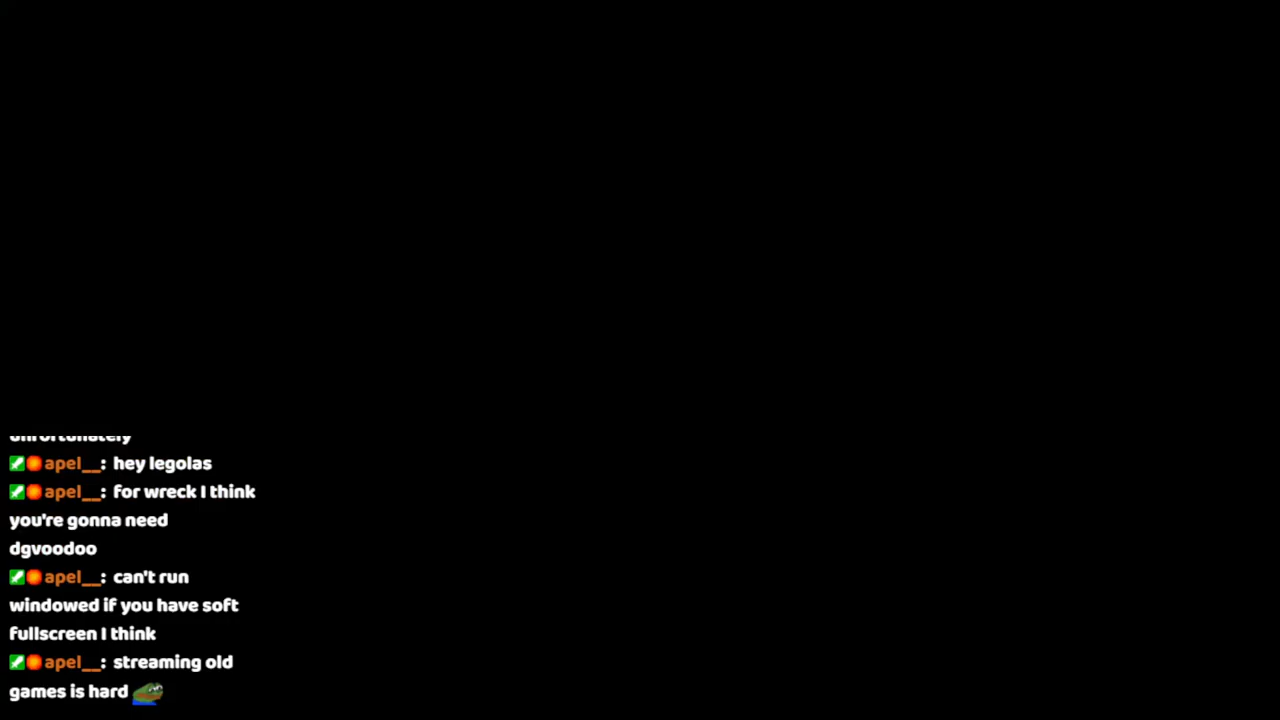 unfortunately
apel__: hey legolas
apel__: for wreck I think
you're gonna need
dgvoodoo
apel__: can't run
windowed if you have soft
fullscreen I think
apel__: streaming old
games is hard